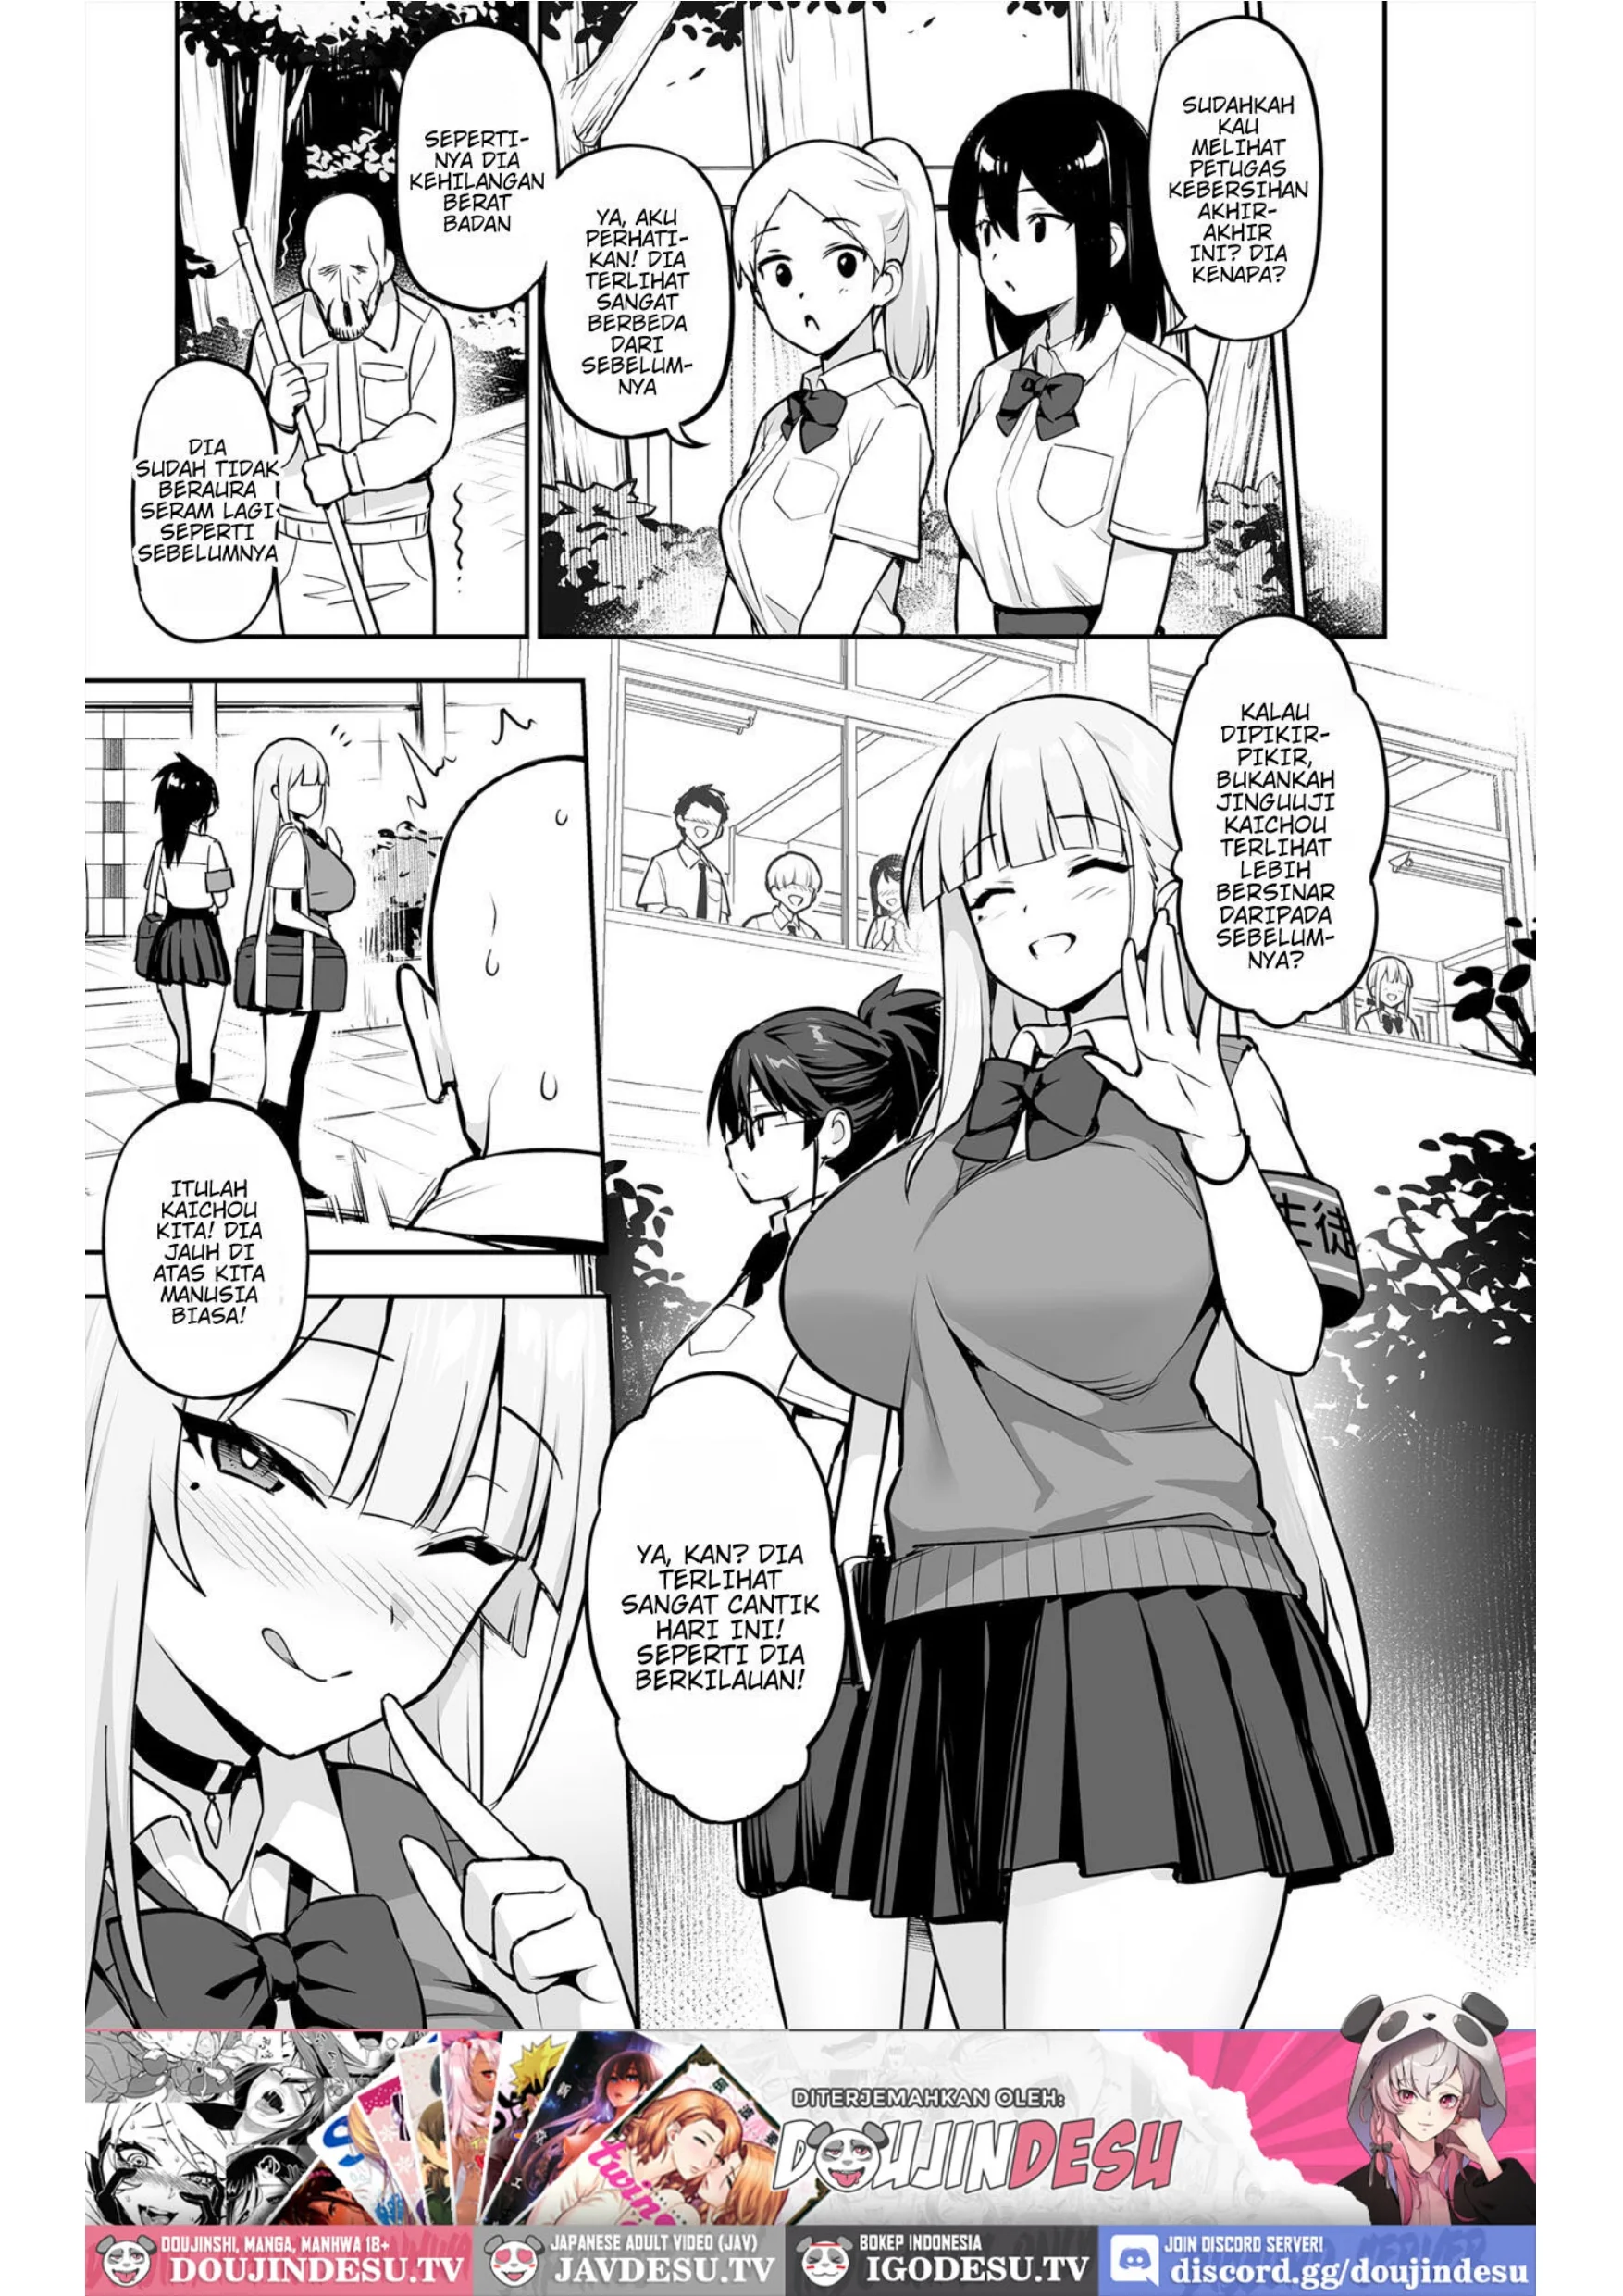 SUDAHKAH
KAU
MELIHAT
PETUGAS
KEBERSIHAN
AKHIR-
AKHIR
INI? DIA
KENAPA?
YA, AKU
PERHATI-
KAN! DIA
TERLIHAT
SANGAT
BERBEDA
DARI
SEBELUM-
NYA
SEPERTI-
NYA DIA
KEHILANGAN
BERAT
BADAN
DIA
SUDAH TIDAK
BERAURA
SERAM LAGI
SEPERTI
SEBELUMNYA
KALAU
DIPIKIR-
PIKIR,
BUKANKAH
JINGUUJI
KAICHOU
TERLIHAT
LEBIH
BERSINAR
DARIPADA
SEBELUM-
NYA?
生徒
YA, KAN? DIA
TERLIHAT
SANGAT CANTIK
HARI INI!
SEPERTI DIA
BERKILAUAN!
ITULAH
KAICHOU
KITA! DIA
JAUH DI
ATAS KITA
MANUSIA
BIASA!
DITERJEMAHKAN OLEH:
DOUJINDESU
DOUJINSHI, MANGA, MANHWA 18+
DOUJINDESU.TV
JAPANESE ADULT VIDEO (JAV)
JAVDESU.TV
BOKEP INDONESIA
IGODESU.TV
JOIN DISCORD SERVER!
discord.gg/doujindesu